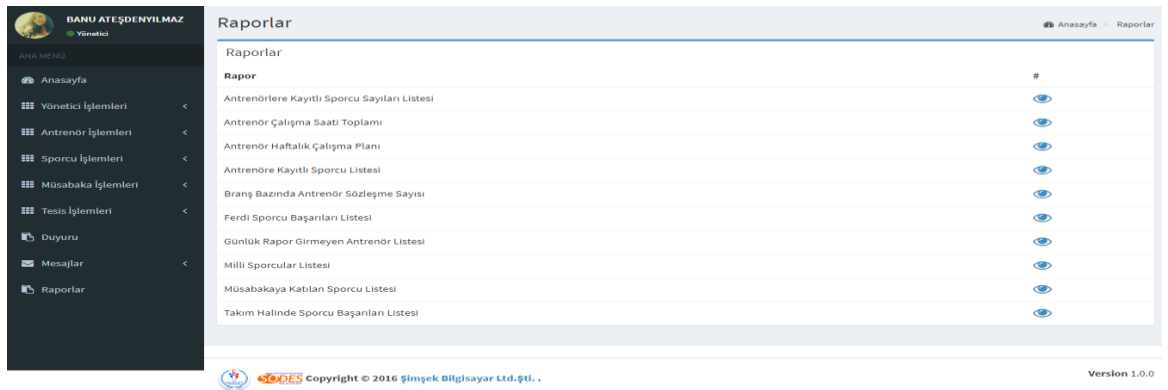 BANU ATEŞDENYILMAZ
Yönetici
ANA MENÜ
Anasayfa
Yönetici İşlemleri
Antrenör İşlemleri
Sporcu İşlemleri
Müsabaka İşlemleri
Tesis İşlemleri
Duyuru
Mesajlar
Raporlar
Raporlar
Anasayfa > Raporlar
Raporlar
Rapor #
Antrenörlere Kayıtlı Sporcu Sayıları Listesi
Antrenör Çalışma Saati Toplamı
Antrenör Haftalık Çalışma Planı
Antrenöre Kayıtlı Sporcu Listesi
Branş Bazında Antrenör Sözleşme Sayısı
Ferdi Sporcu Başarıları Listesi
Günlük Rapor Girmeyen Antrenör Listesi
Milli Sporcular Listesi
Müsabakaya Katılan Sporcu Listesi
Takım Halinde Sporcu Başarıları Listesi
SODES Copyright © 2016 Şimşek Bilgisayar Ltd.Şti. .
Version 1.0.0